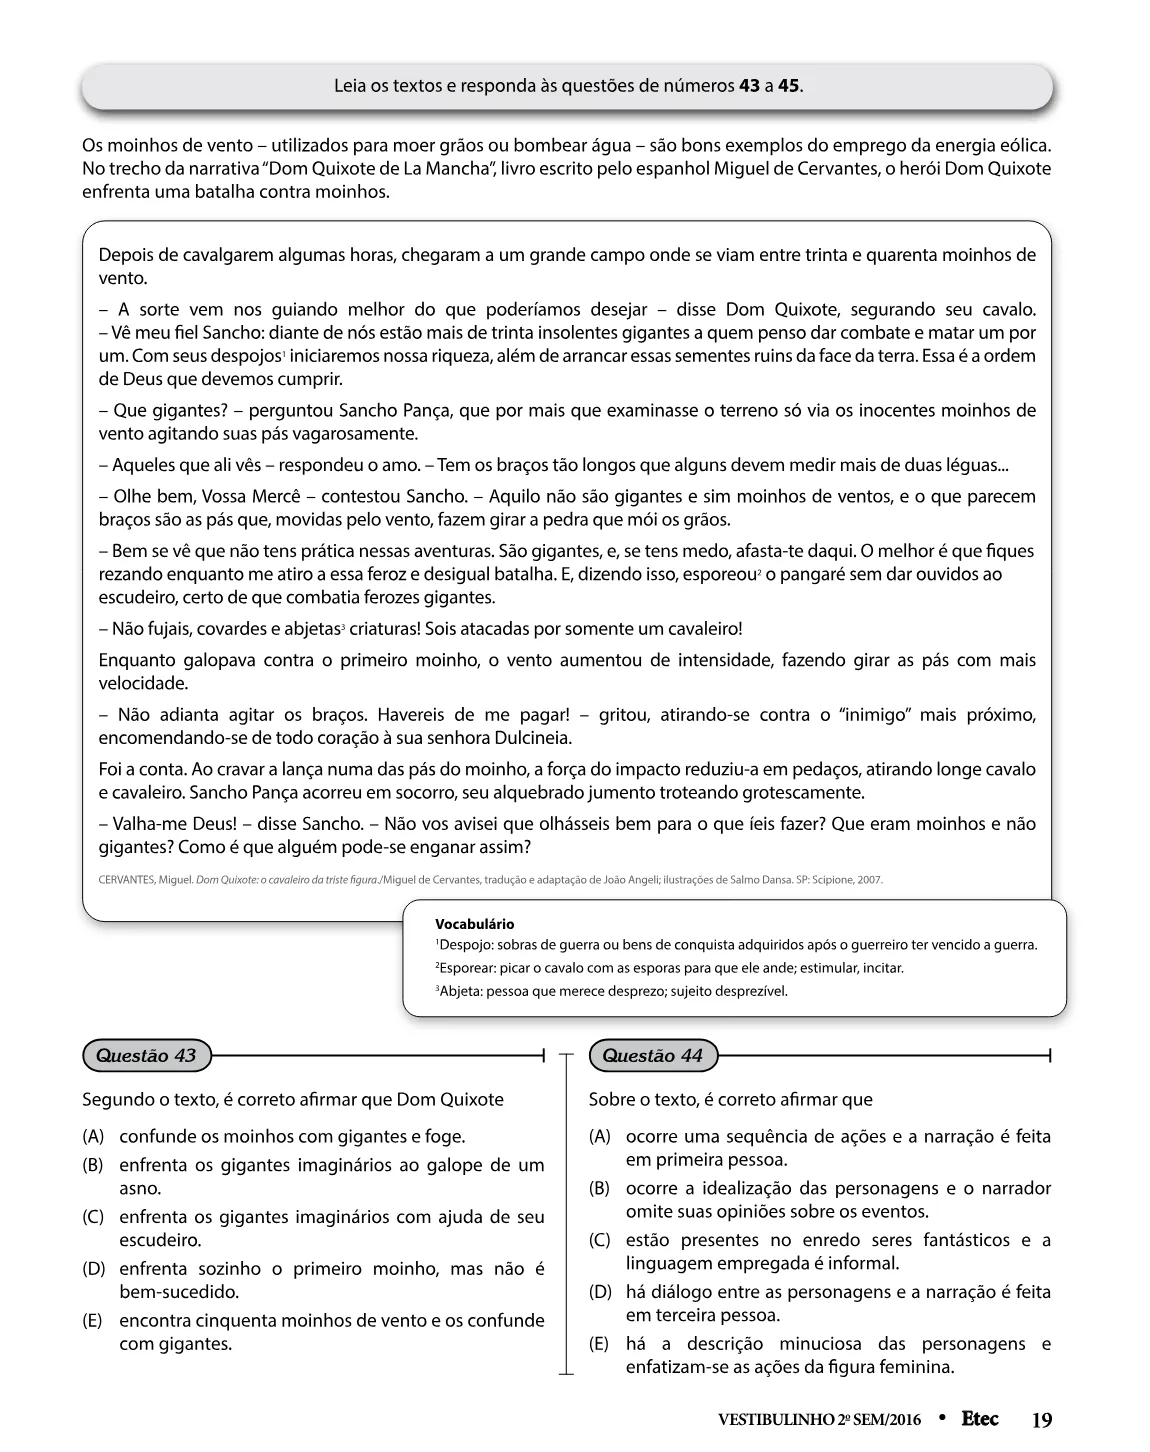 Leia os textos e responda às questões de números 43 a 45.
Os moinhos de vento – utilizados para moer grãos ou bombear água – são bons exemplos do emprego da energia eólica.
No trecho da narrativa “Dom Quixote de La Mancha”, livro escrito pelo espanhol Miguel de Cervantes, o herói Dom Quixote
enfrenta uma batalha contra moinhos.
Depois de cavalgarem algumas horas, chegaram a um grande campo onde se viam entre trinta e quarenta moinhos de
vento.
– A sorte vem nos guiando melhor do que poderíamos desejar – disse Dom Quixote, segurando seu cavalo.
– Vê meu fiel Sancho: diante de nós estão mais de trinta insolentes gigantes a quem penso dar combate e matar um por
um. Com seus despojos¹ iniciaremos nossa riqueza, além de arrancar essas sementes ruins da face da terra. Essa é a ordem
de Deus que devemos cumprir.
– Que gigantes? – perguntou Sancho Pança, que por mais que examinasse o terreno só via os inocentes moinhos de
vento agitando suas pás vagarosamente.
– Aqueles que ali vês – respondeu o amo. – Tem os braços tão longos que alguns devem medir mais de duas léguas...
– Olhe bem, Vossa Mercê – contestou Sancho. – Aquilo não são gigantes e sim moinhos de ventos, e o que parecem
braços são as pás que, movidas pelo vento, fazem girar a pedra que mói os grãos.
– Bem se vê que não tens prática nessas aventuras. São gigantes, e, se tens medo, afasta-te daqui. O melhor é que fiques
rezando enquanto me atiro a essa feroz e desigual batalha. E, dizendo isso, esporeou² o pangaré sem dar ouvidos ao
escudeiro, certo de que combatia ferozes gigantes.
– Não fujais, covardes e abjetas³ criaturas! Sois atacadas por somente um cavaleiro!
Enquanto galopava contra o primeiro moinho, o vento aumentou de intensidade, fazendo girar as pás com mais
velocidade.
– Não adianta agitar os braços. Havereis de me pagar! – gritou, atirando-se contra o “inimigo” mais próximo,
encomendando-se de todo coração à sua senhora Dulcineia.
Foi a conta. Ao cravar a lança numa das pás do moinho, a força do impacto reduziu-a em pedaços, atirando longe cavalo
e cavaleiro. Sancho Pança acorreu em socorro, seu alquebrado jumento troteando grotescamente.
– Valha-me Deus! – disse Sancho. – Não vos avisei que olhásseis bem para o que íeis fazer? Que eram moinhos e não
gigantes? Como é que alguém pode-se enganar assim?
CERVANTES, Miguel. Dom Quixote: o cavaleiro da triste figura./Miguel de Cervantes, tradução e adaptação de João Angeli; ilustrações de Salmo Dansa. SP: Scipione, 2007.
Vocabulário
¹Despojo: sobras de guerra ou bens de conquista adquiridos após o guerreiro ter vencido a guerra.
²Esporear: picar o cavalo com as esporas para que ele ande; estimular, incitar.
³Abjeta: pessoa que merece desprezo; sujeito desprezível.
Questão 43
Segundo o texto, é correto afirmar que Dom Quixote
(A) confunde os moinhos com gigantes e foge.
(B) enfrenta os gigantes imaginários ao galope de um
asno.
(C) enfrenta os gigantes imaginários com ajuda de seu
escudeiro.
(D) enfrenta sozinho o primeiro moinho, mas não é
bem-sucedido.
(E) encontra cinquenta moinhos de vento e os confunde
com gigantes.
Questão 44
Sobre o texto, é correto afirmar que
(A) ocorre uma sequência de ações e a narração é feita
em primeira pessoa.
(B) ocorre a idealização das personagens e o narrador
omite suas opiniões sobre os eventos.
(C) estão presentes no enredo seres fantásticos e a
linguagem empregada é informal.
(D) há diálogo entre as personagens e a narração é feita
em terceira pessoa.
(E) há a descrição minuciosa das personagens e
enfatizam-se as ações da figura feminina.
VESTIBULINHO 2º SEM/2016 • Etec 19